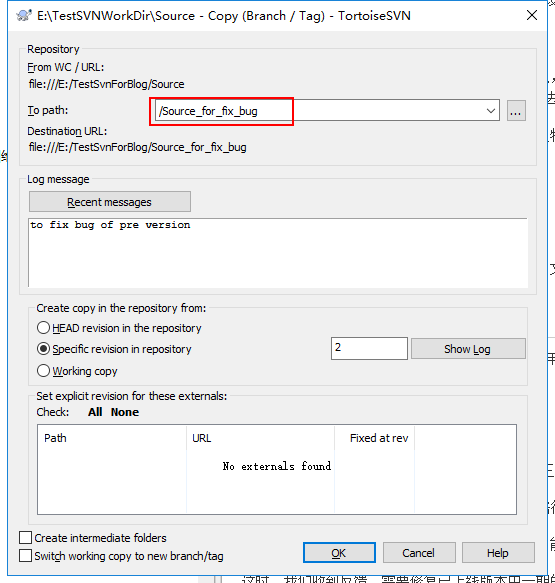 E:\TestSVNWorkDir\Source - Copy (Branch / Tag) - TortoiseSVN
Repository
From WC / URL:
file:///E:/TestSvnForBlog/Source
To path:
/Source_for_fix_bug
...
Destination URL:
file:///E:/TestSvnForBlog/Source_for_fix_bug
Log message
Recent messages
to fix bug of pre version
Create copy in the repository from:
HEAD revision in the repository
Specific revision in repository
2
Show Log
Working copy
Set explicit revision for these externals:
Check: All None
Path URL Fixed at rev
No externals found
Create intermediate folders
Switch working copy to new branch/tag
OK Cancel Help